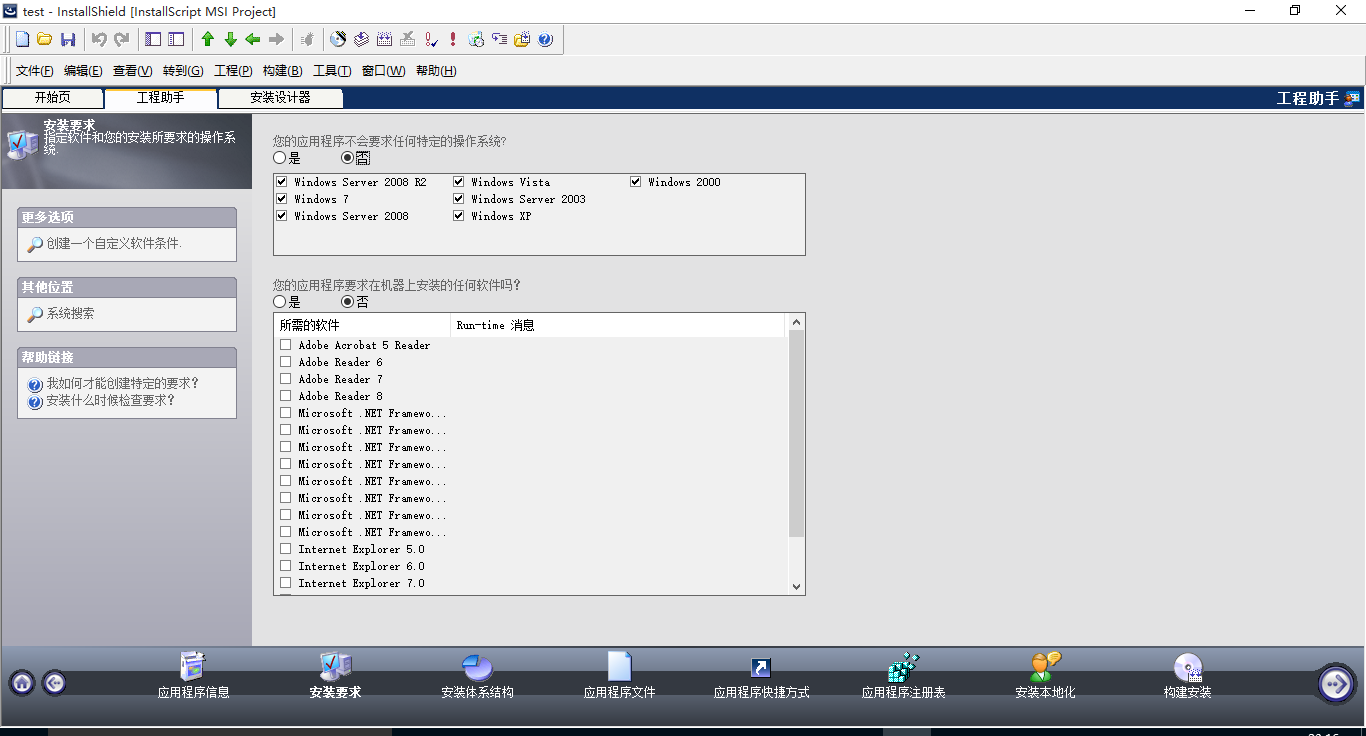 test - InstallShield [InstallScript MSI Project]
文件(F) 编辑(E) 查看(V) 转到(G) 工程(P) 构建(B) 工具(T) 窗口(W) 帮助(H)
开始页 工程助手 安装设计器 工程助手
安装要求
指定软件和您的安装所要求的操作系
统.
更多选项
创建一个自定义软件条件.
其他位置
系统搜索
帮助链接
我如何才能创建特定的要求?
安装什么时候检查要求?
您的应用程序不会要求任何特定的操作系统?
是 否
Windows Server 2008 R2 Windows Vista Windows 2000
Windows 7 Windows Server 2003
Windows Server 2008 Windows XP
您的应用程序要求在机器上安装的任何软件吗?
是 否
所需的软件 Run-time 消息
Adobe Acrobat 5 Reader
Adobe Reader 6
Adobe Reader 7
Adobe Reader 8
Microsoft .NET Framewo...
Microsoft .NET Framewo...
Microsoft .NET Framewo...
Microsoft .NET Framewo...
Microsoft .NET Framewo...
Microsoft .NET Framewo...
Microsoft .NET Framewo...
Microsoft .NET Framewo...
Internet Explorer 5.0
Internet Explorer 6.0
Internet Explorer 7.0
应用程序信息 安装要求 安装体系结构 应用程序文件 应用程序快捷方式 应用程序注册表 安装本地化 构建安装